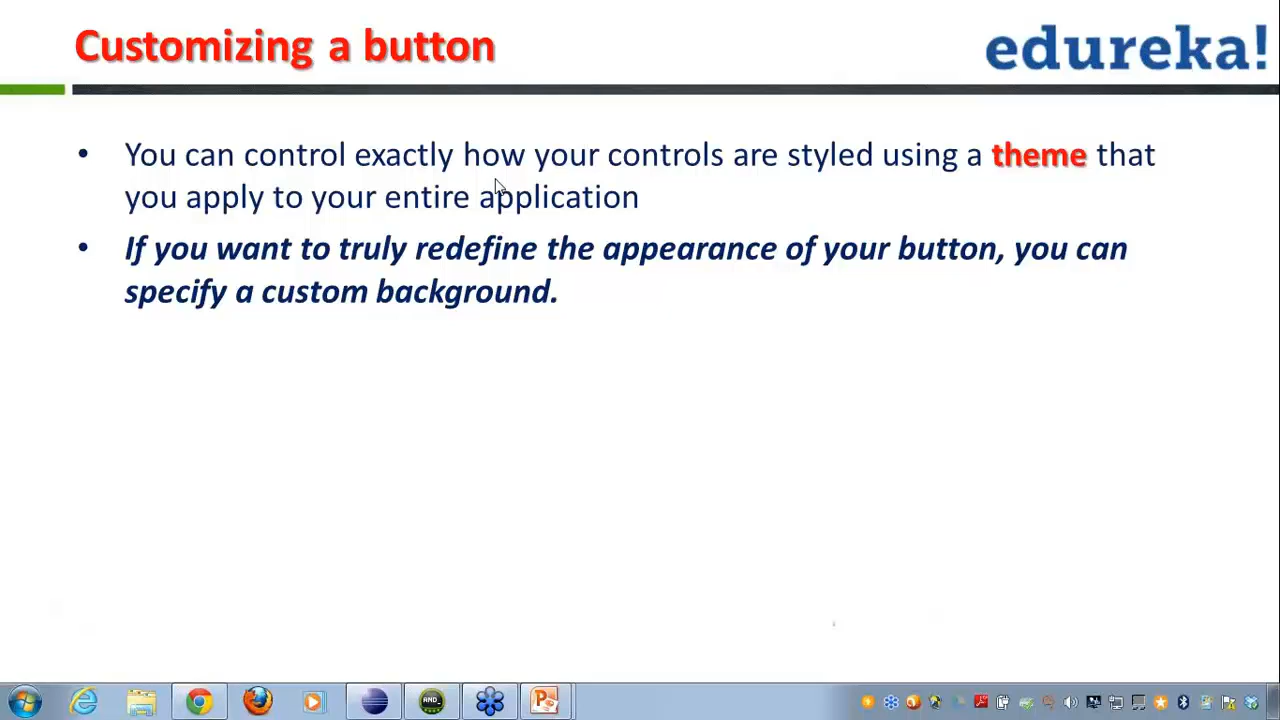 Customizing a button
edureka!
• You can control exactly how your controls are styled using a theme that
you apply to your entire application
• If you want to truly redefine the appearance of your button, you can
specify a custom background.